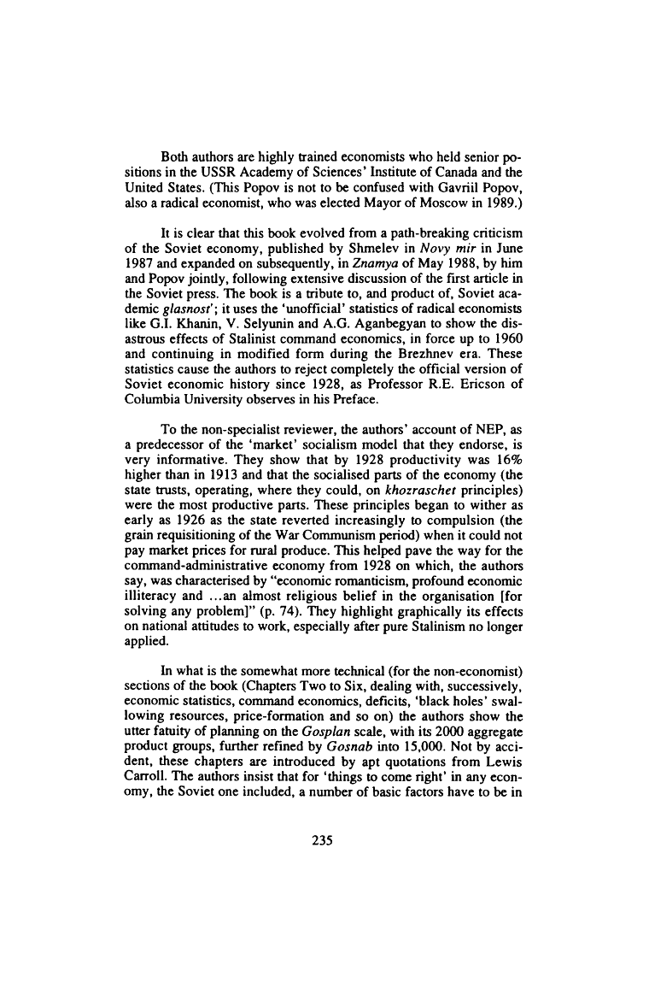 Both authors are highly trained economists who held senior po-
sitions in the USSR Academy of Sciences' Institute of Canada and the
United States. (This Popov is not to be confused with Gavriil Popov,
also a radical economist, who was elected Mayor of Moscow in 1989.)
It is clear that this book evolved from a path-breaking criticism
of the Soviet economy, published by Shmelev in Novy mir in June
1987 and expanded on subsequently, in Znamya of May 1988, by him
and Popov jointly, following extensive discussion of the first article in
the Soviet press. The book is a tribute to, and product of, Soviet aca-
demic glasnost'; it uses the 'unofficial' statistics of radical economists
like G.I. Khanin, V. Selyunin and A.G. Aganbegyan to show the dis-
astrous effects of Stalinist command economics, in force up to 1960
and continuing in modified form during the Brezhnev era. These
statistics cause the authors to reject completely the official version of
Soviet economic history since 1928, as Professor R.E. Ericson of
Columbia University observes in his Preface.
To the non-specialist reviewer, the authors' account of NEP, as
a predecessor of the 'market' socialism model that they endorse, is
very informative. They show that by 1928 productivity was 16%
higher than in 1913 and that the socialised parts of the economy (the
state trusts, operating, where they could, on khozraschet principles)
were the most productive parts. These principles began to wither as
early as 1926 as the state reverted increasingly to compulsion (the
grain requisitioning of the War Communism period) when it could not
pay market prices for rural produce. This helped pave the way for the
command-administrative economy from 1928 on which, the authors
say, was characterised by "economic romanticism, profound economic
illiteracy and ...an almost religious belief in the organisation [for
solving any problem]" (p. 74). They highlight graphically its effects
on national attitudes to work, especially after pure Stalinism no longer
applied.
In what is the somewhat more technical (for the non-economist)
sections of the book (Chapters Two to Six, dealing with, successively,
economic statistics, command economics, deficits, 'black holes' swal-
lowing resources, price-formation and so on) the authors show the
utter fatuity of planning on the Gosplan scale, with its 2000 aggregate
product groups, further refined by Gosnab into 15,000. Not by acci-
dent, these chapters are introduced by apt quotations from Lewis
Carroll. The authors insist that for 'things to come right' in any econ-
omy, the Soviet one included, a number of basic factors have to be in
235